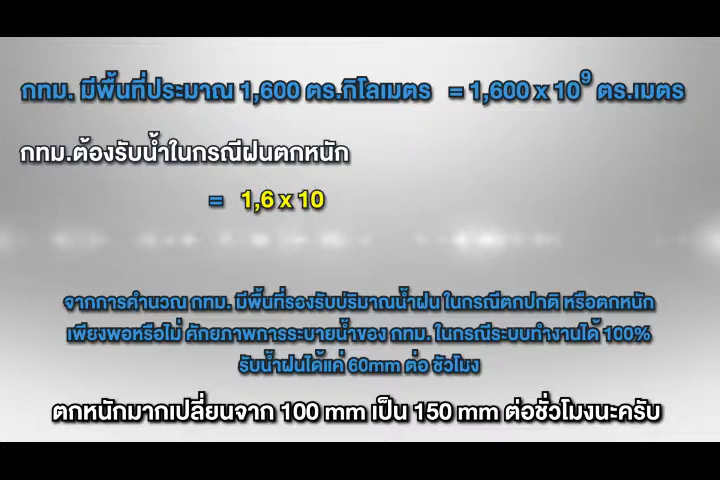 กทม. มีพื้นที่ประมาณ 1,600 ตร.กิโลเมตร = 1,600 x 10⁹ ตร.เมตร
กทม.ต้องรับน้ำในกรณีฝนตกหนัก
= 1,6 x 10
จากการคำนวณ กทม. มีพื้นที่รองรับปริมาณน้ำฝน ในกรณีตกปกติ หรือตกหนัก
เพียงพอหรือไม่ ศักยภาพการระบายน้ำของ กทม. ในกรณีระบบทำงานได้ 100%
รับน้ำฝนได้แค่ 60mm ต่อ ชัวโมง
ตกหนักมากเปลี่ยนจาก 100 mm เป็น 150 mm ต่อชั่วโมงนะครับ